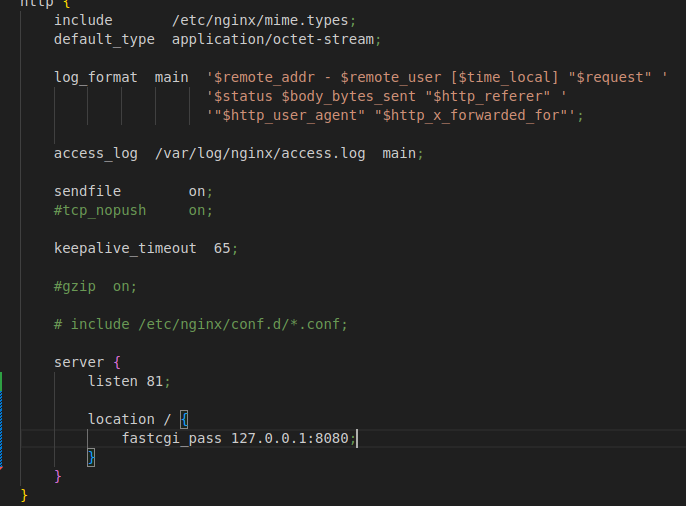 http {
include /etc/nginx/mime.types;
default_type application/octet-stream;
log_format main '$remote_addr - $remote_user [$time_local] "$request" '
'$status $body_bytes_sent "$http_referer" '
'"$http_user_agent" "$http_x_forwarded_for"';
access_log /var/log/nginx/access.log main;
sendfile on;
#tcp_nopush on;
keepalive_timeout 65;
#gzip on;
# include /etc/nginx/conf.d/*.conf;
server {
listen 81;
location / {
fastcgi_pass 127.0.0.1:8080;
}
}
}